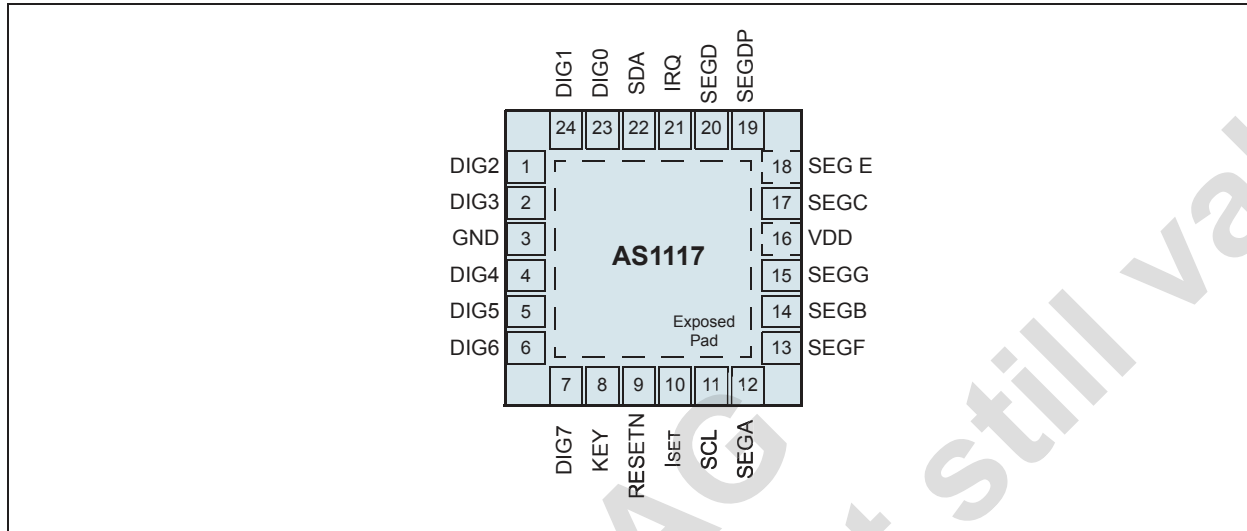 DIG1 DIG0 SDA IRQ SEGD SEGDP
24 23 22 21 20 19
DIG2 1 18 SEG E
DIG3 2 17 SEGC
GND 3 16 VDD
AS1117
DIG4 4 15 SEGG
DIG5 5 14 SEGB
Exposed
Pad
DIG6 6 13 SEGF
7 8 9 10 11 12
DIG7 KEY RESETN ISET SCL SEGA
AG
still